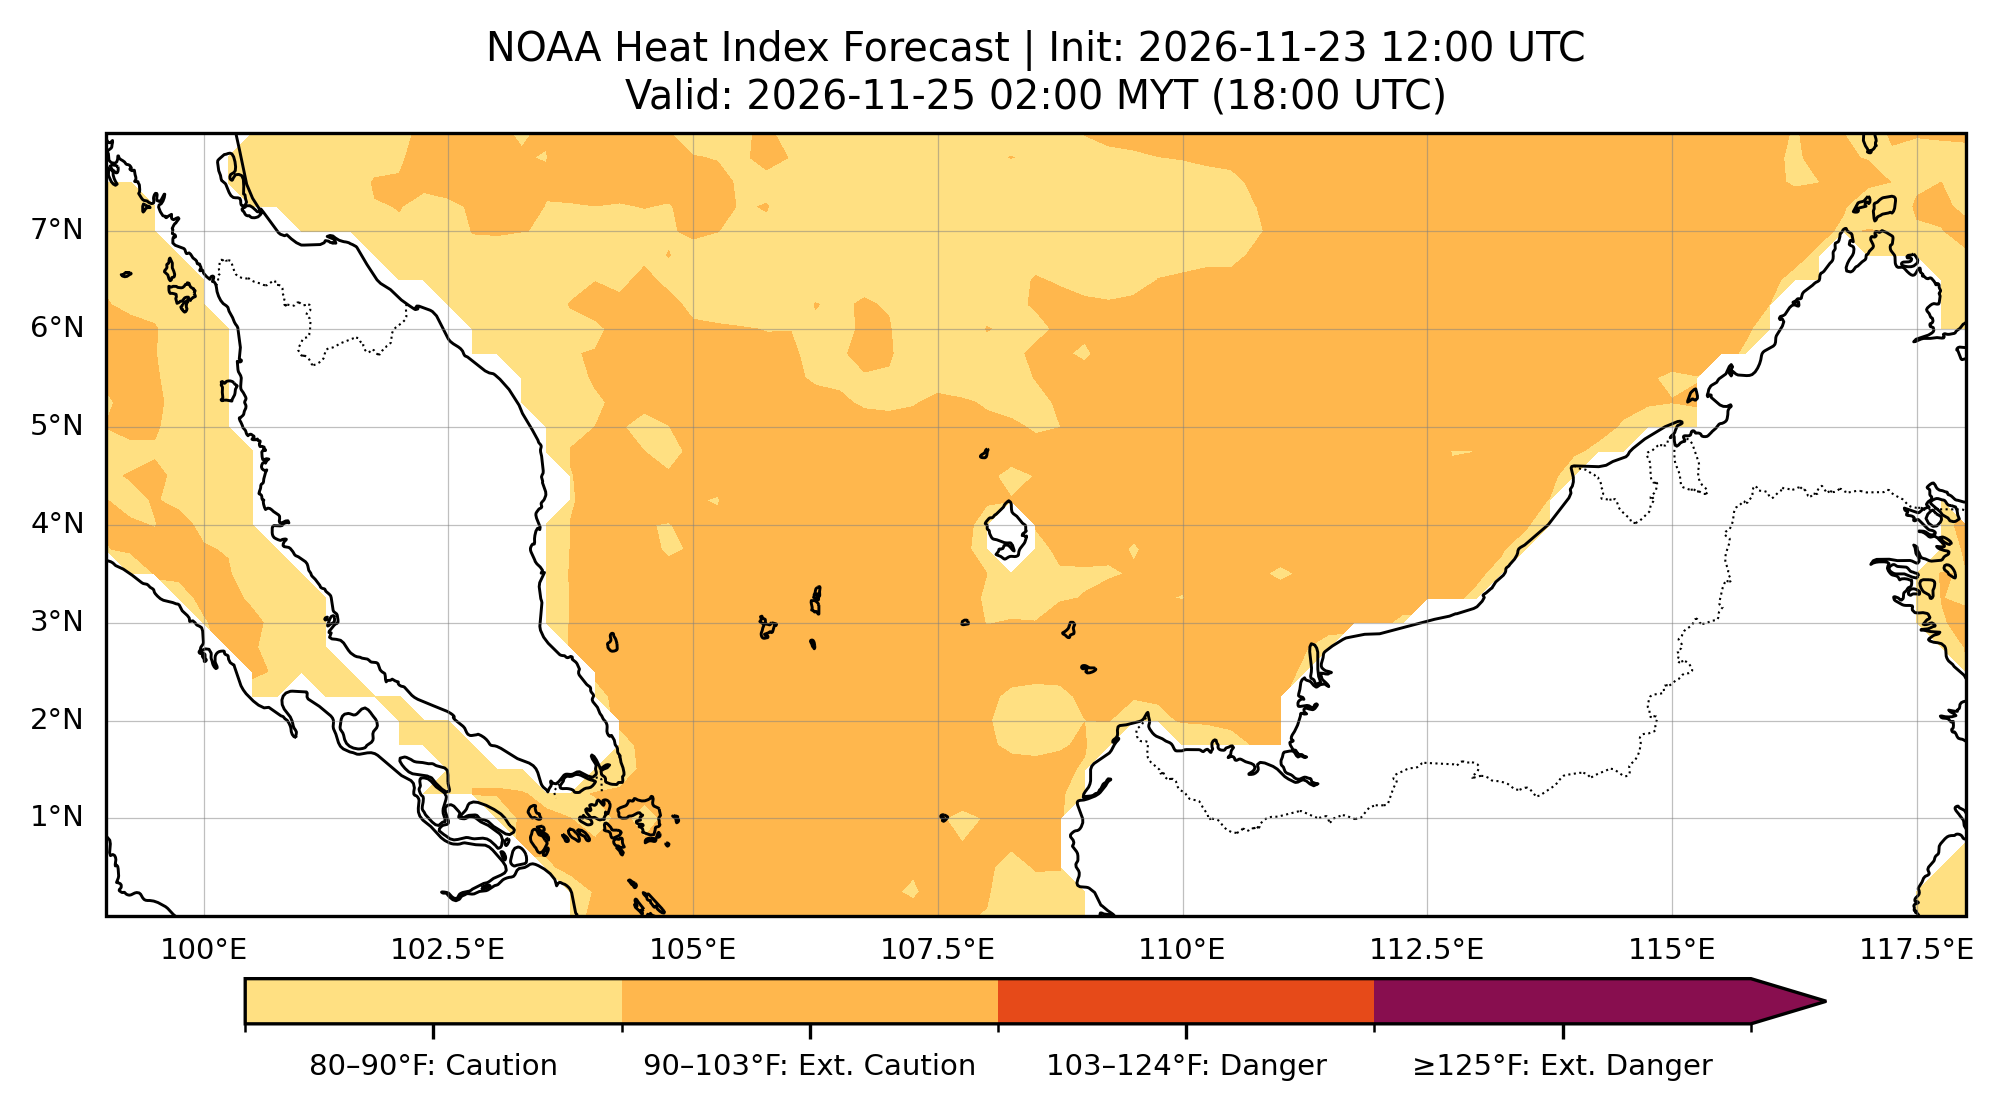 NOAA Heat Index Forecast | Init: 2026-11-23 12:00 UTC
Valid: 2026-11-25 02:00 MYT (18:00 UTC)
7°N
6°N
5°N
4°N
3°N
2°N
1°N
100°E 102.5°E 105°E 107.5°E 110°E 112.5°E 115°E 117.5°E
80–90°F: Caution 90–103°F: Ext. Caution 103–124°F: Danger ≥125°F: Ext. Danger